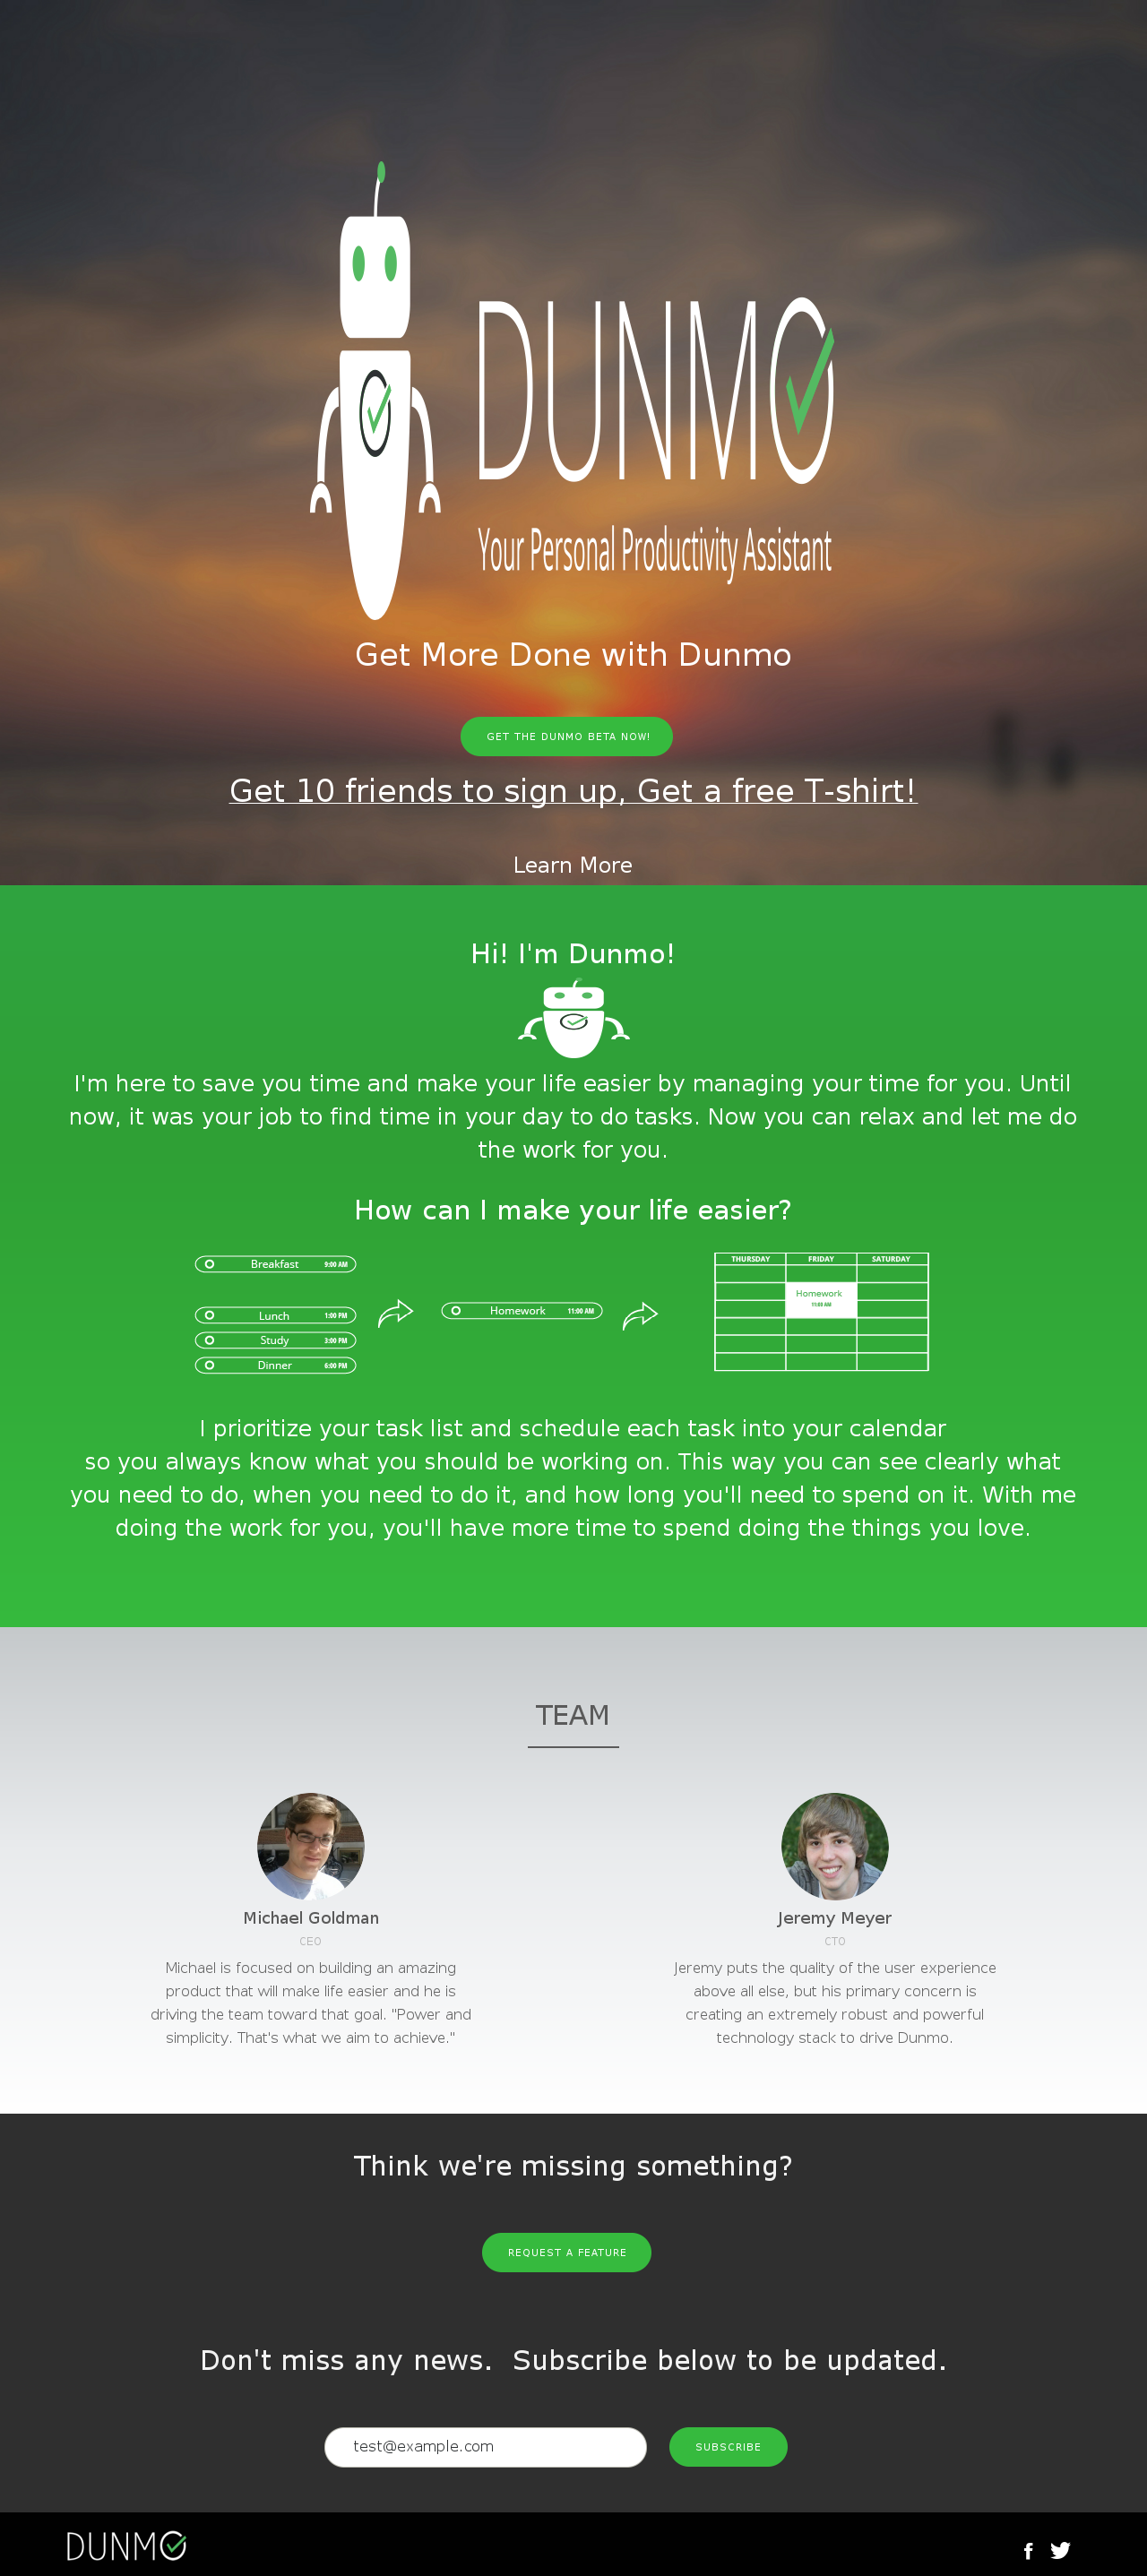 DUNMO
Your Personal Productivity Assistant
Get More Done with Dunmo
GET THE DUNMO BETA NOW!
Get 10 friends to sign up, Get a free T-shirt!
Learn More
Hi! I'm Dunmo!
I'm here to save you time and make your life easier by managing your time for you. Until
now, it was your job to find time in your day to do tasks. Now you can relax and let me do
the work for you.
How can I make your life easier?
Breakfast 9:00 AM
Lunch 1:00 PM
Study 3:00 PM
Dinner 6:00 PM
Homework 11:00 AM
THURSDAY FRIDAY SATURDAY
Homework
11:00 AM
I prioritize your task list and schedule each task into your calendar
so you always know what you should be working on. This way you can see clearly what
you need to do, when you need to do it, and how long you'll need to spend on it. With me
doing the work for you, you'll have more time to spend doing the things you love.
TEAM
Michael Goldman
CEO
Michael is focused on building an amazing
product that will make life easier and he is
driving the team toward that goal. "Power and
simplicity. That's what we aim to achieve."
Jeremy Meyer
CTO
Jeremy puts the quality of the user experience
above all else, but his primary concern is
creating an extremely robust and powerful
technology stack to drive Dunmo.
Think we're missing something?
REQUEST A FEATURE
Don't miss any news. Subscribe below to be updated.
test@example.com
SUBSCRIBE
DUNMO